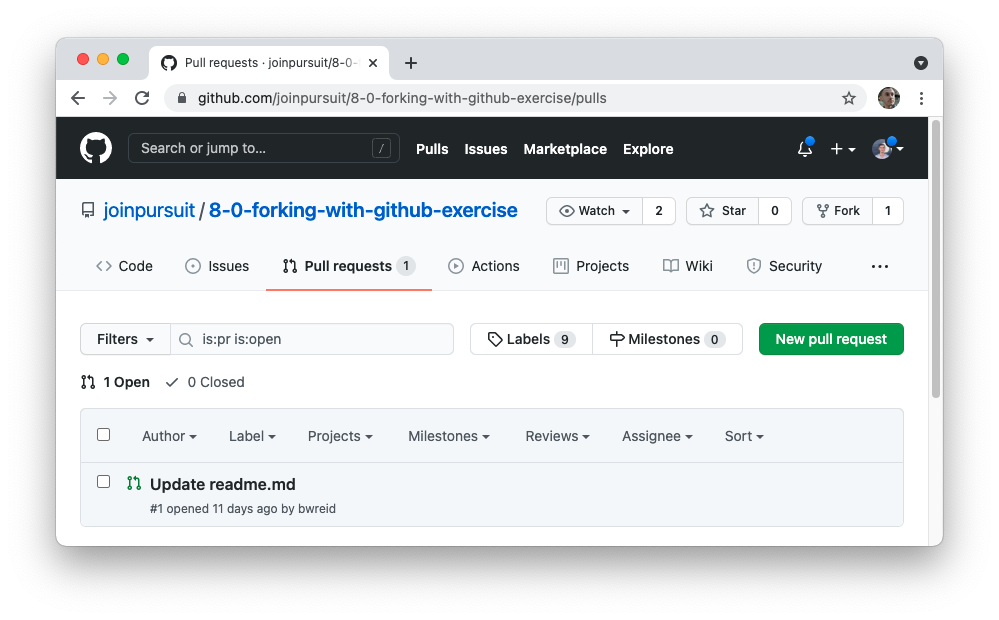 Pull requests · joinpursuit/8-0-
github.com/joinpursuit/8-0-forking-with-github-exercise/pulls
Search or jump to... / Pulls Issues Marketplace Explore
joinpursuit / 8-0-forking-with-github-exercise Watch 2 Star 0 Fork 1
Code Issues Pull requests 1 Actions Projects Wiki Security ...
Filters is:pr is:open Labels 9 Milestones 0 New pull request
1 Open 0 Closed
Author Label Projects Milestones Reviews Assignee Sort
Update readme.md
#1 opened 11 days ago by bwreid